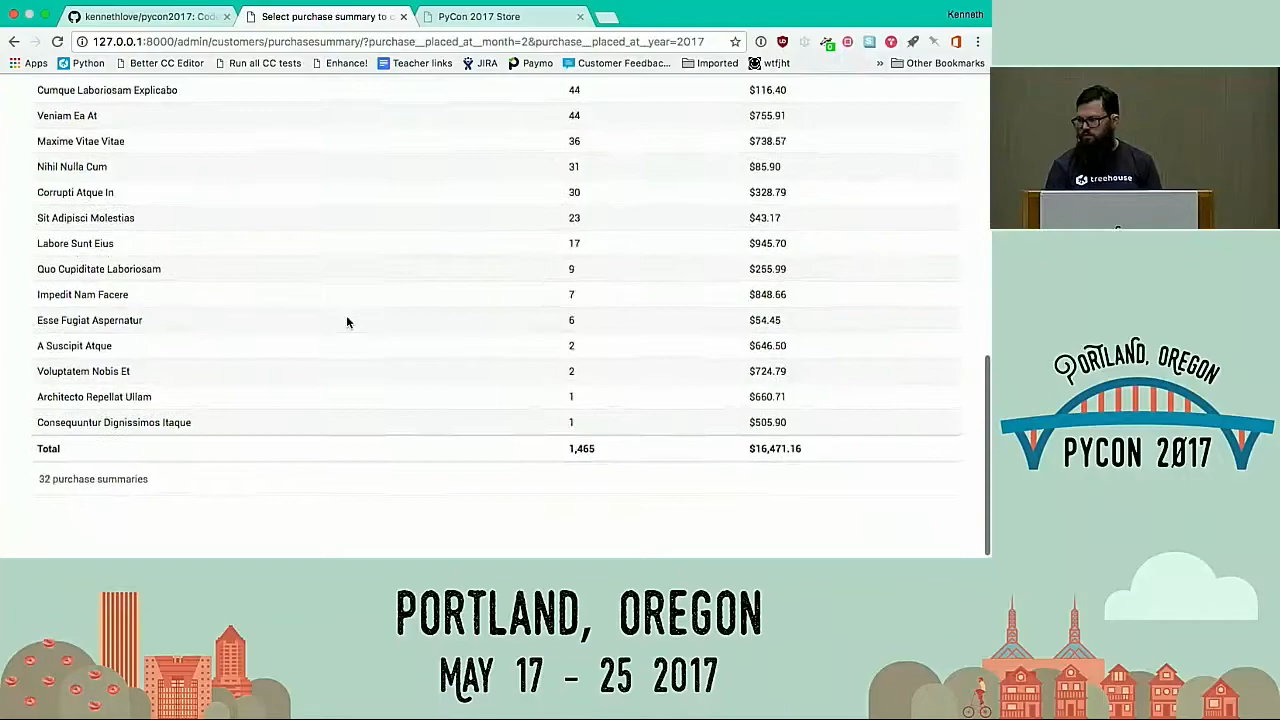 kennethlove/pycon2017: Cod
Select purchase summary to c
PyCon 2017 Store
Kenneth
127.0.0.1:8000/admin/customers/purchasesummary/?purchase__placed_at__month=2&purchase__placed_at__year=2017
Apps Python Better CC Editor Run all CC tests Enhance! Teacher links JIRA Paymo Customer Feedbac... Imported wtfjht » Other Bookmarks
Cumque Laboriosam Explicabo 44 $116.40
Veniam Ea At 44 $755.91
Maxime Vitae Vitae 36 $738.57
Nihil Nulla Cum 31 $85.90
Corrupti Atque In 30 $328.79
Sit Adipisci Molestias 23 $43.17
Labore Sunt Eius 17 $945.70
Quo Cupiditate Laboriosam 9 $255.99
Impedit Nam Facere 7 $848.66
Esse Fugiat Aspernatur 6 $54.45
A Suscipit Atque 2 $646.50
Voluptatem Nobis Et 2 $724.79
Architecto Repellat Ullam 1 $660.71
Consequuntur Dignissimos Itaque 1 $505.90
Total 1,465 $16,471.16
32 purchase summaries
treehouse
PORTLAND, OREGON
PYCON 2017
PORTLAND, OREGON
MAY 17 - 25 2017